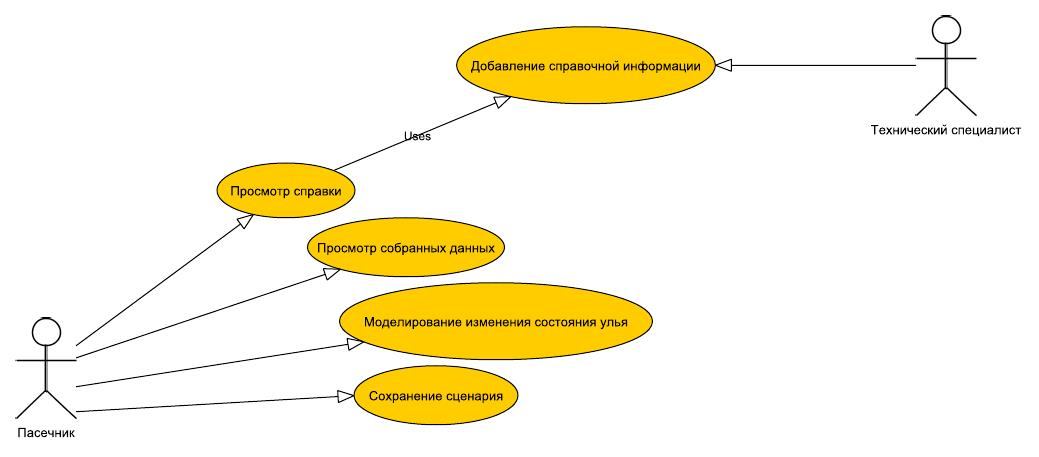 Добавление справочной информации
Технический специалист
Uses
Просмотр справки
Просмотр собранных данных
Моделирование изменения состояния улья
Сохранение сценария
Пасечник